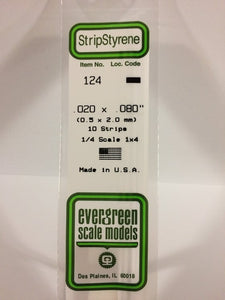 StripStyrene
Item No. Loc. Code
124
.020 x .080"
(0.5 x 2.0 mm)
10 Strips
1/4 Scale 1x4
Made in U.S.A.
evergreen
scale models
Des Plaines, IL 60018